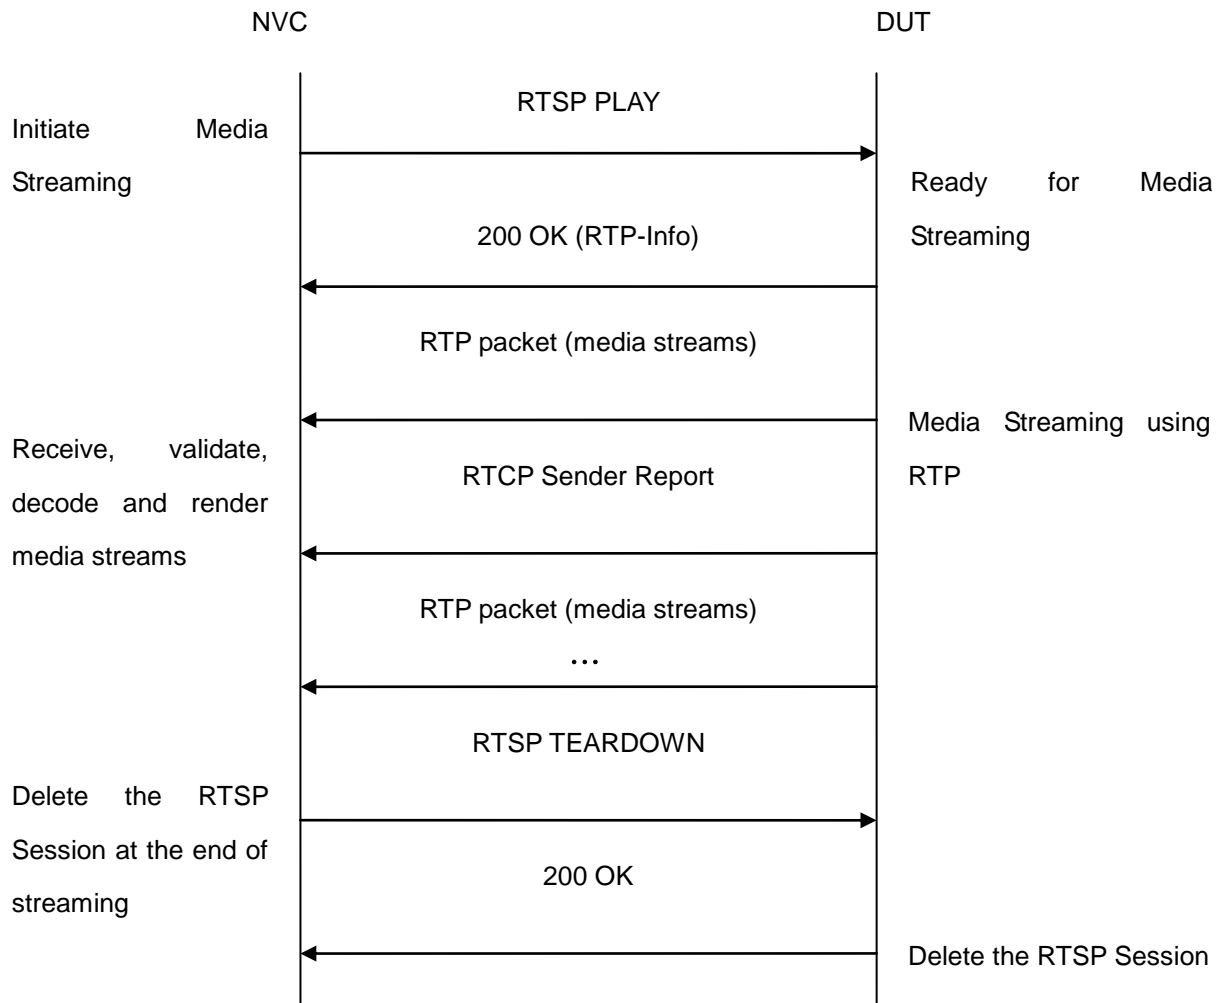 NVC DUT
RTSP PLAY
Initiate Media
Streaming
Ready for Media
Streaming
200 OK (RTP-Info)
RTP packet (media streams)
Media Streaming using
RTP
Receive, validate,
decode and render
media streams
RTCP Sender Report
RTP packet (media streams)
...
RTSP TEARDOWN
Delete the RTSP
Session at the end of
streaming
200 OK
Delete the RTSP Session